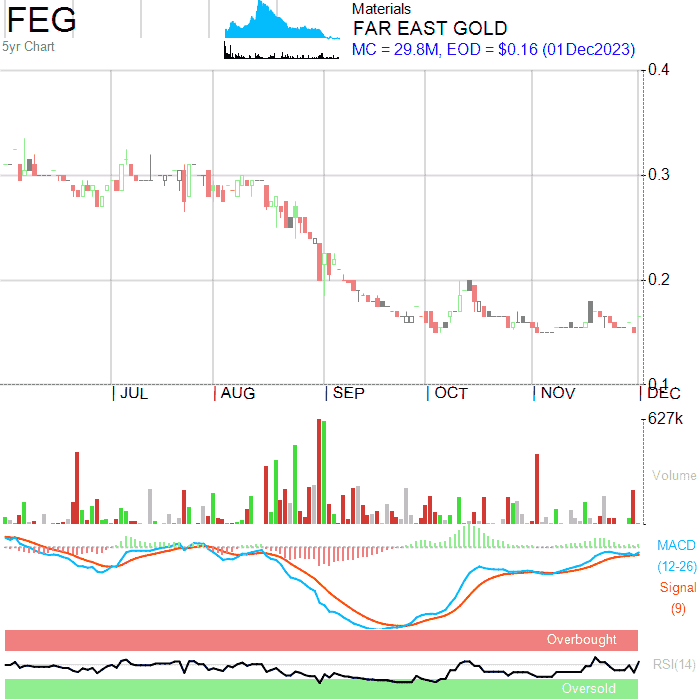 FEG
5yr Chart
Materials
FAR EAST GOLD
MC = 29.8M, EOD = $0.16 (01Dec2023)
0.4
0.3
0.2
0.1
JUL
AUG
SEP
OCT
NOV
DEC
627k
Volume
MACD
(12-26)
Signal
(9)
Overbought
RSI(14)
Oversold